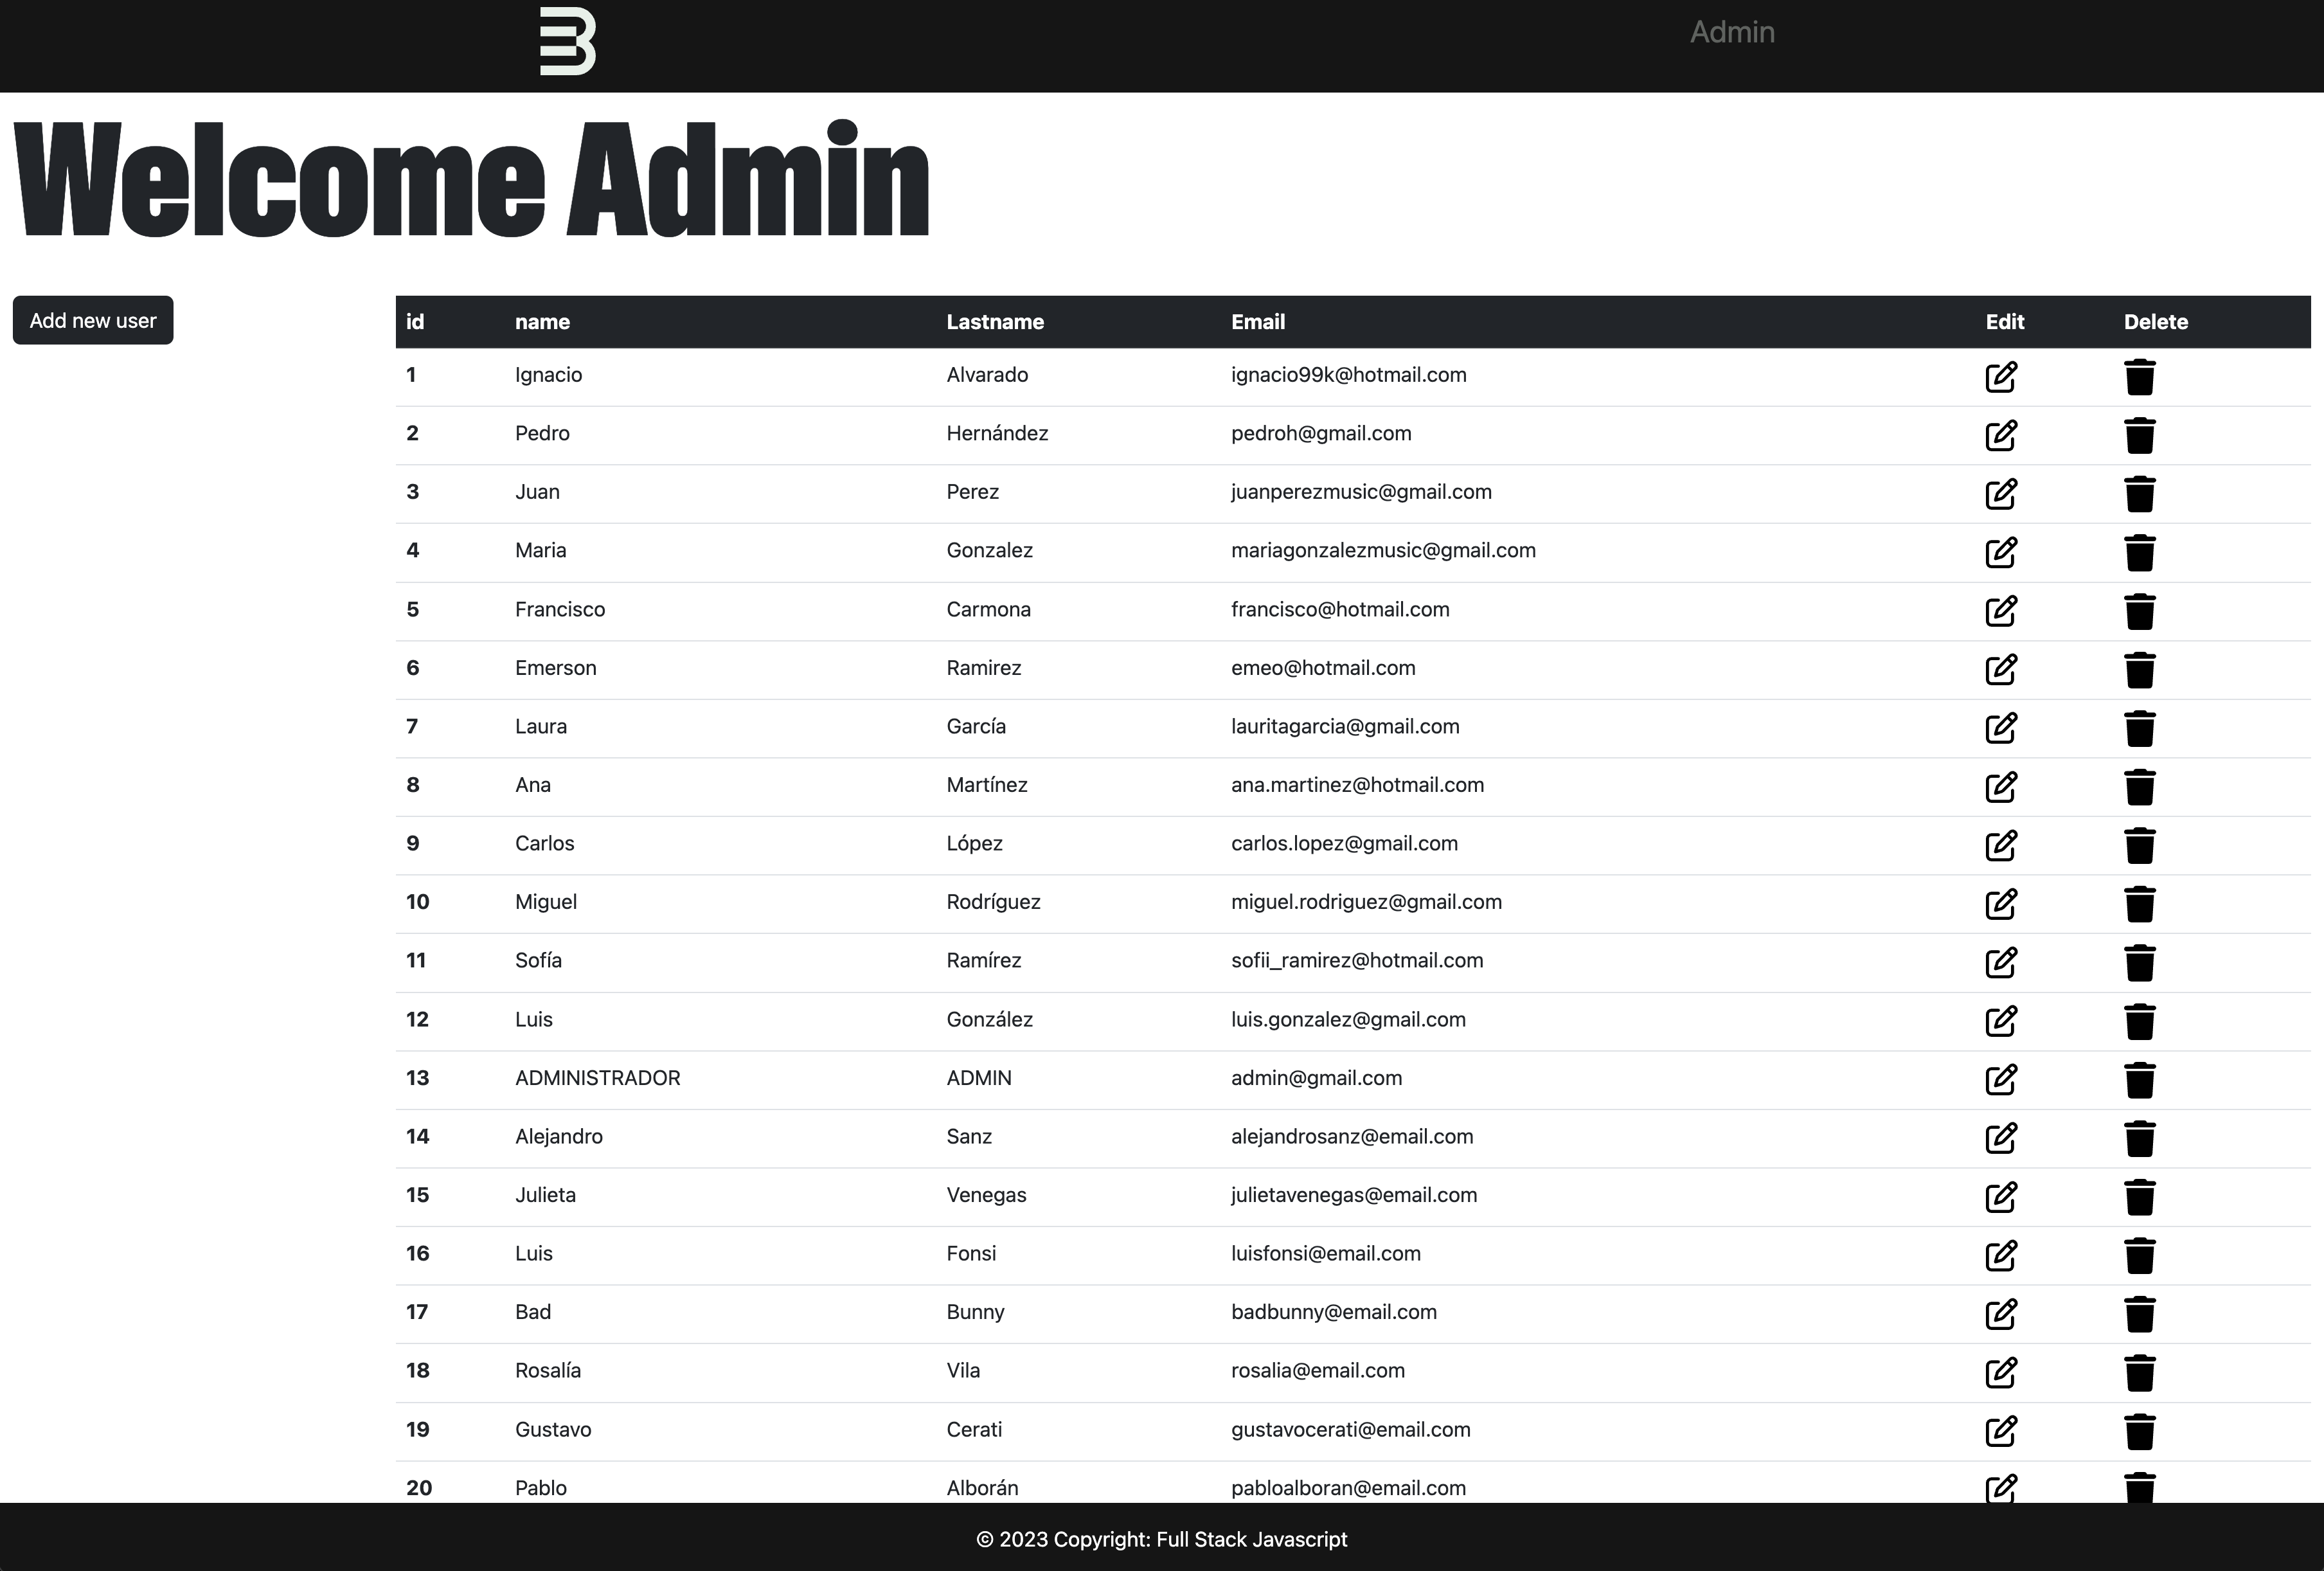 Admin
Welcome Admin
Add new user
id name Lastname Email Edit Delete
1 Ignacio Alvarado ignacio99k@hotmail.com
2 Pedro Hernández pedroh@gmail.com
3 Juan Perez juanperezmusic@gmail.com
4 Maria Gonzalez mariagonzalezmusic@gmail.com
5 Francisco Carmona francisco@hotmail.com
6 Emerson Ramirez emeo@hotmail.com
7 Laura García lauritagarcia@gmail.com
8 Ana Martínez ana.martinez@hotmail.com
9 Carlos López carlos.lopez@gmail.com
10 Miguel Rodríguez miguel.rodriguez@gmail.com
11 Sofía Ramírez sofii_ramirez@hotmail.com
12 Luis González luis.gonzalez@gmail.com
13 ADMINISTRADOR ADMIN admin@gmail.com
14 Alejandro Sanz alejandrosanz@email.com
15 Julieta Venegas julietavenegas@email.com
16 Luis Fonsi luisfonsi@email.com
17 Bad Bunny badbunny@email.com
18 Rosalía Vila rosalia@email.com
19 Gustavo Cerati gustavocerati@email.com
20 Pablo Alborán pabloalboran@email.com
© 2023 Copyright: Full Stack Javascript